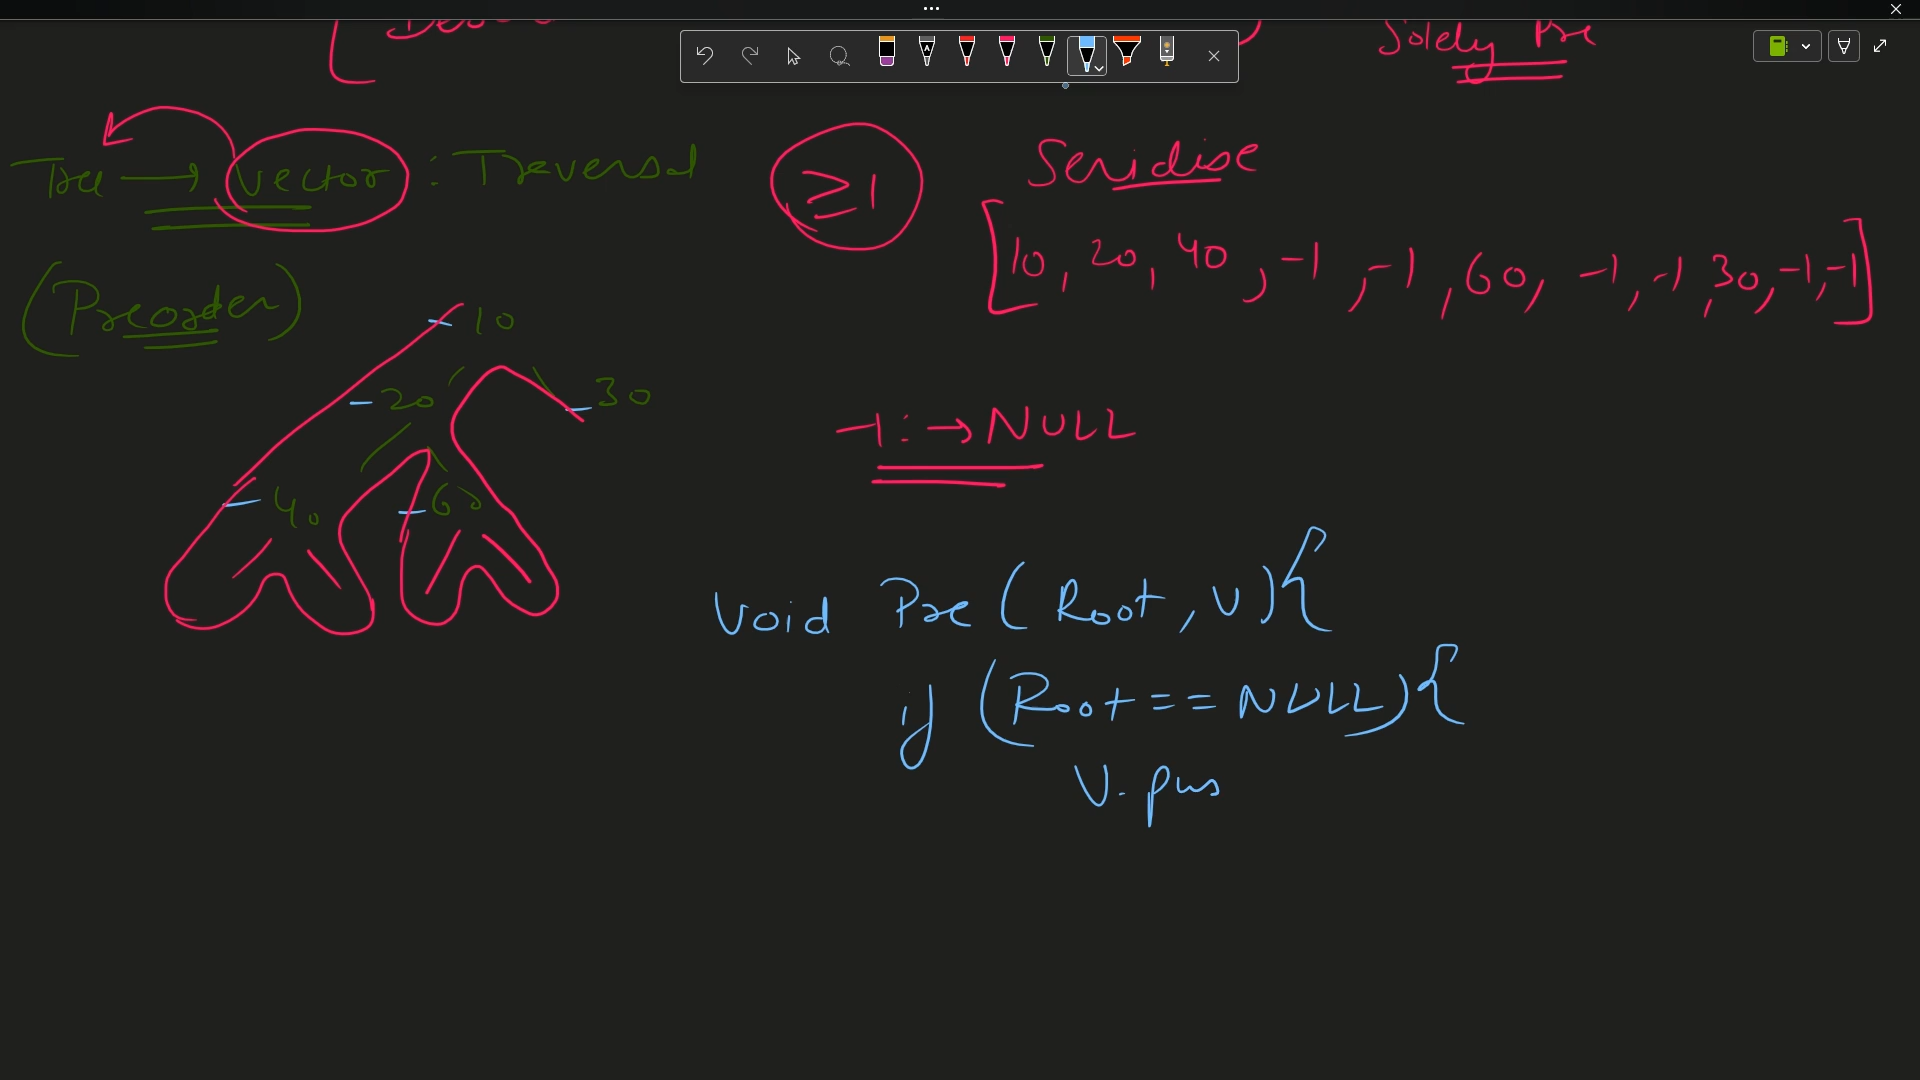 Solely Pre
Tree → Vector : Traversal
≥1
Serialise
[10, 20, 40, -1, -1, 60, -1, -1, 30, -1, -1]
(Preorder)
10
20
30
40
60
-1: → NULL
void Pre (Root, V){
if (Root == NULL){
V. pus